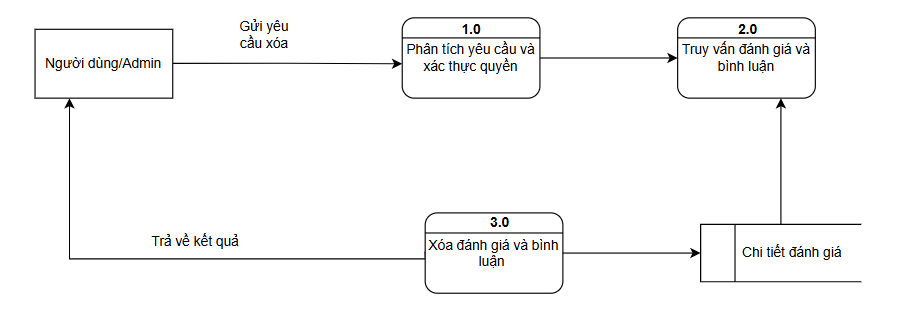 Gửi yêu
cầu xóa
Người dùng/Admin
1.0
Phân tích yêu cầu và
xác thực quyền
2.0
Truy vấn đánh giá và
bình luận
3.0
Xóa đánh giá và bình
luận
Trả về kết quả
Chi tiết đánh giá